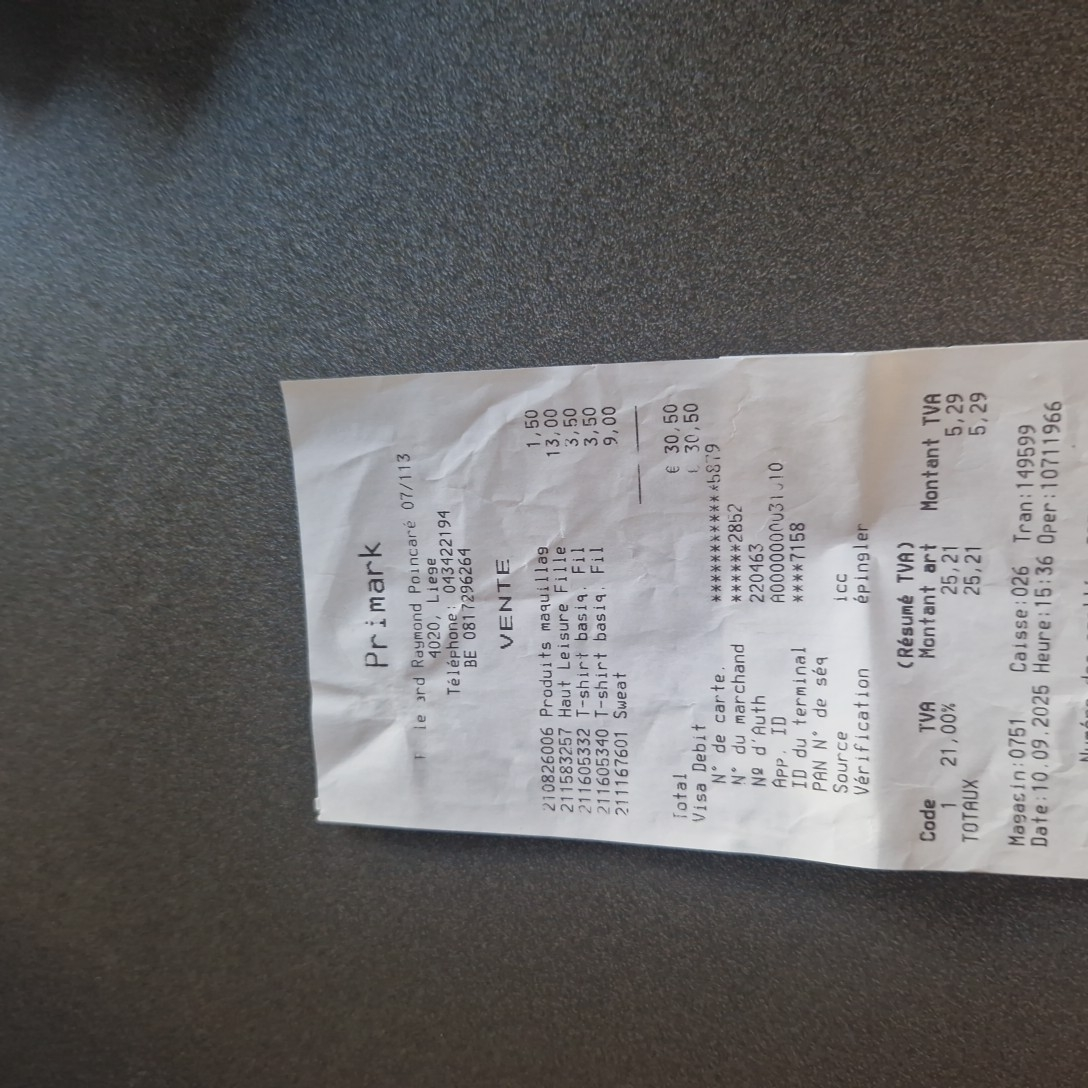 Primark
Raymond Poincaré 07/113
4020, Liege
Téléphone: 043422194
BE 0817296264
VENTE
210826006 Produits maquillag 1,50
211583257 Haut Leisure Fille 13,00
211605332 T-shirt basiq. Fil 3,50
211605340 T-shirt basiq. Fil 3,50
211167601 Sweat 9,00
Total € 30,50
Visa Debit 30,50
N° de carte. ************5879
N° du marchand ******2852
Nº d'Auth 220463
App. ID
ID du terminal ****7158
PAN N° de séq
Source icc
Vérification épingler
(Résumé TVA)
Code TVA Montant art Montant TVA
1 21,00% 25,21 5,29
TOTAUX 25,21 5,29
Magasin:0751 Caisse:026 Tran:149599
Date:10.09.2025 Heure:15:36 Oper:10711966